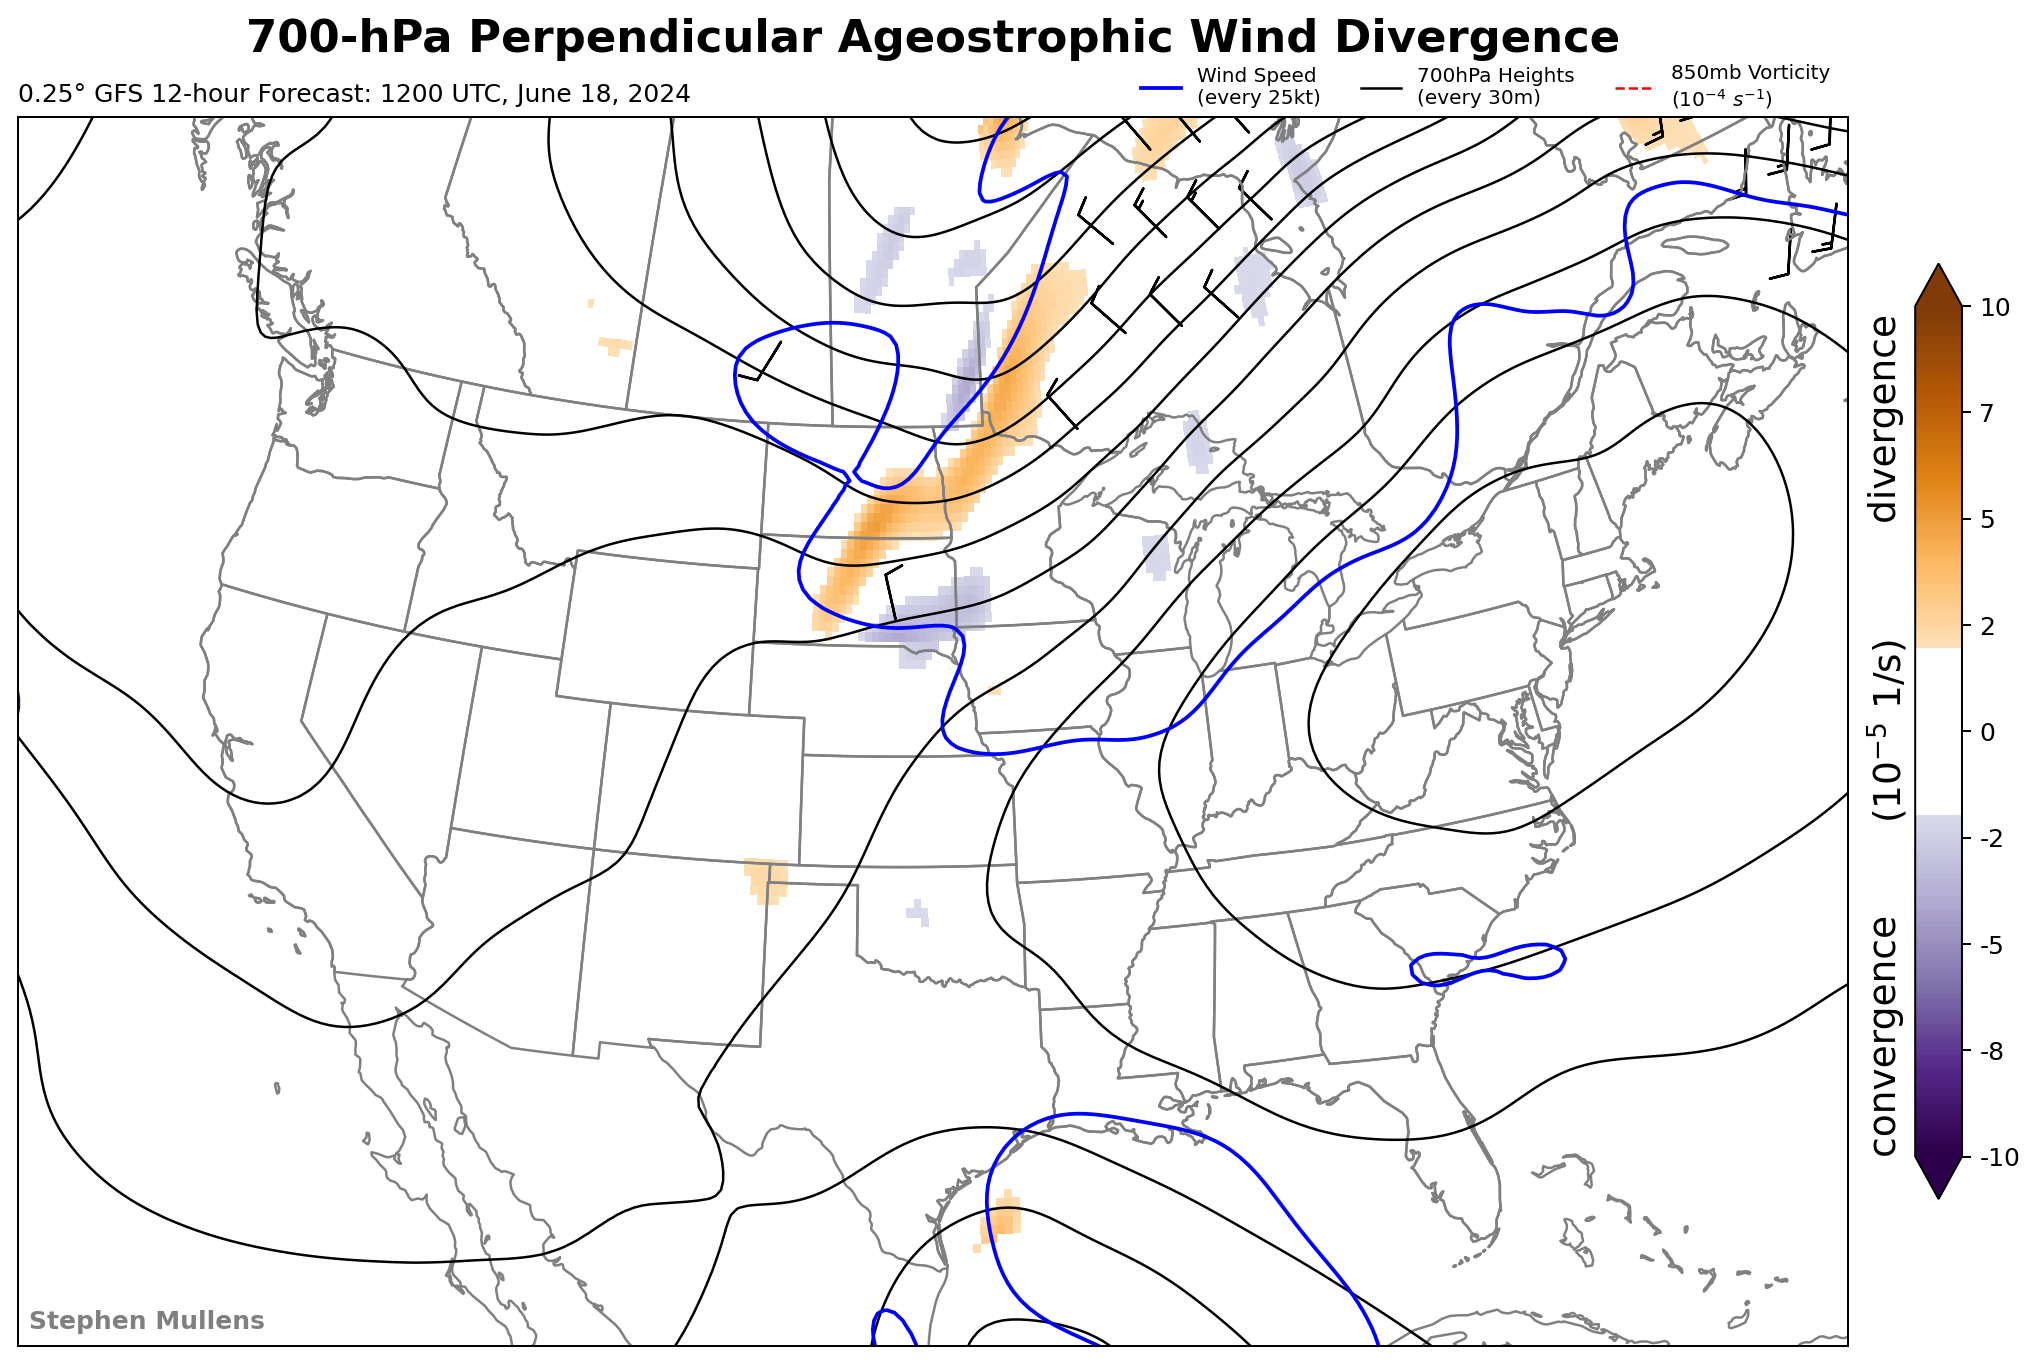 700-hPa Perpendicular Ageostrophic Wind Divergence
0.25° GFS 12-hour Forecast: 1200 UTC, June 18, 2024
Wind Speed
(every 25kt)
700hPa Heights
(every 30m)
850mb Vorticity
(10⁻⁴ s⁻¹)
10
7
5
2
0
-2
-5
-8
-10
convergence (10⁻⁵ 1/s) divergence
Stephen Mullens